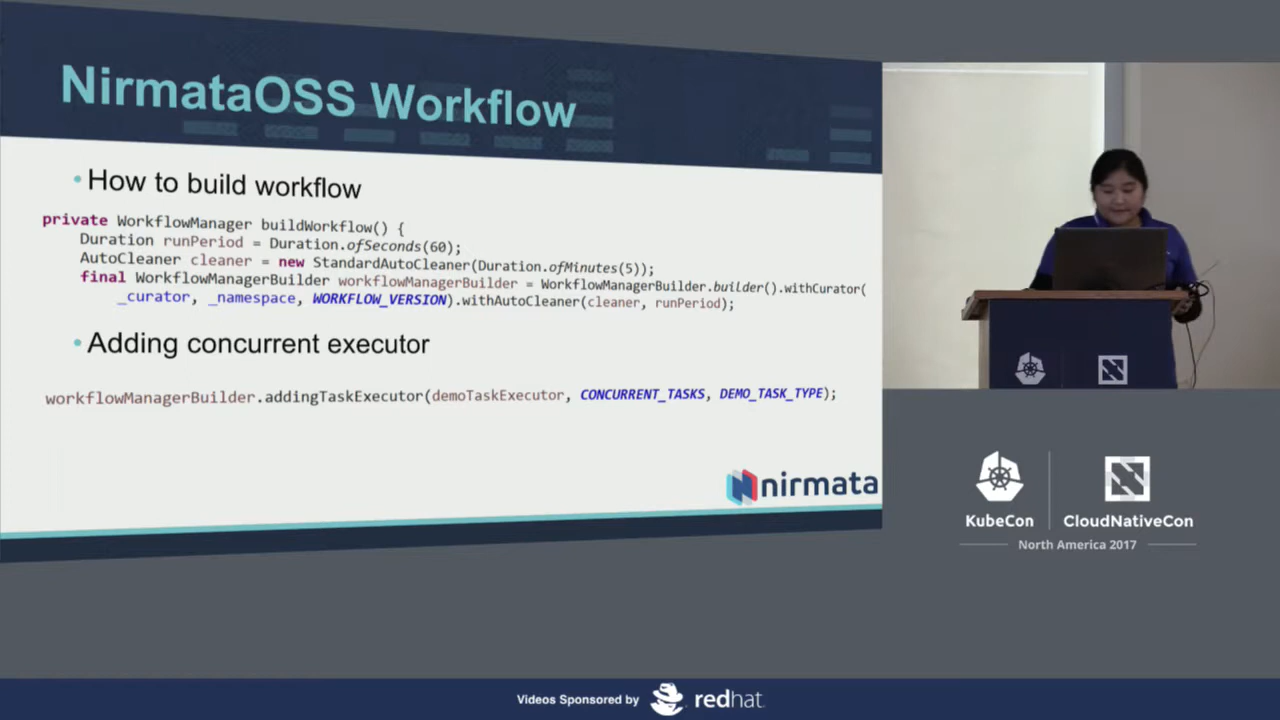 NirmataOSS Workflow
•How to build workflow
private WorkflowManager buildWorkflow() {
Duration runPeriod = Duration.ofSeconds(60);
AutoCleaner cleaner = new StandardAutoCleaner(Duration.ofMinutes(5));
final WorkflowManagerBuilder workflowManagerBuilder = WorkflowManagerBuilder.builder().withCurator(
_curator, _namespace, WORKFLOW_VERSION).withAutoCleaner(cleaner, runPeriod);
•Adding concurrent executor
workflowManagerBuilder.addingTaskExecutor(demoTaskExecutor, CONCURRENT_TASKS, DEMO_TASK_TYPE);
nirmata
KubeCon
CloudNativeCon
North America 2017
Videos Sponsored by
redhat.